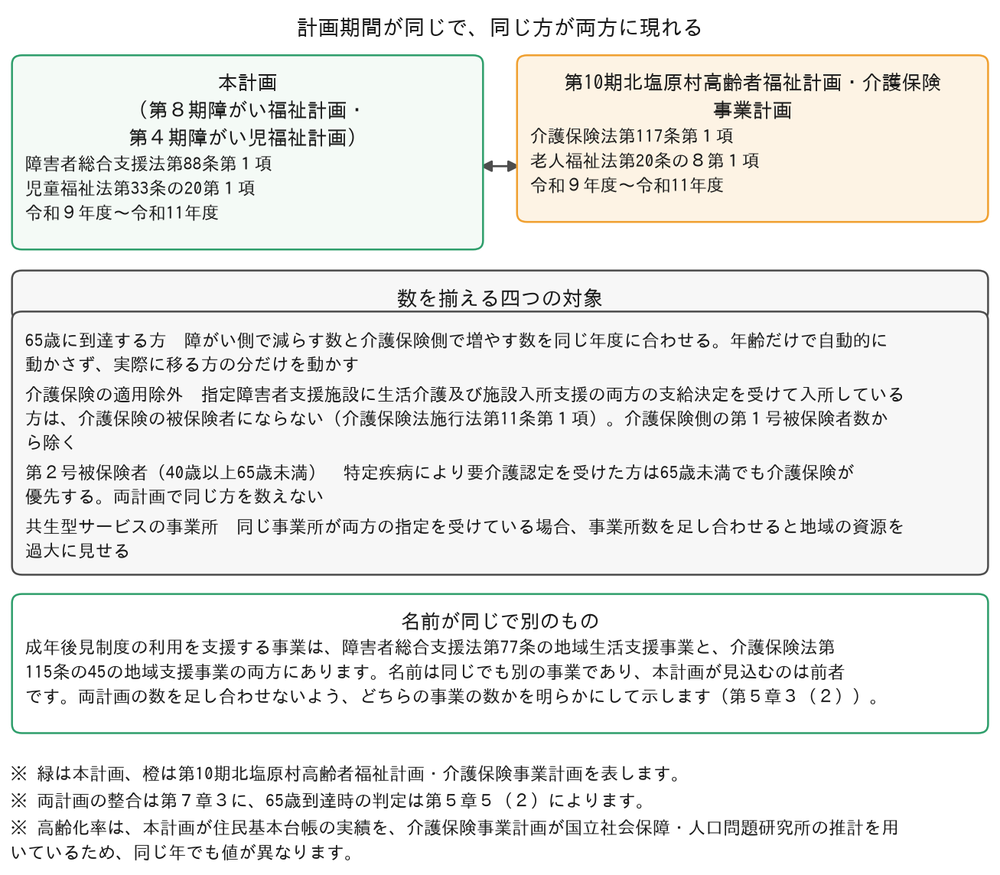 計画期間が同じで、同じ方が両方に現れる
本計画
（第８期障がい福祉計画・
第４期障がい児福祉計画）
障害者総合支援法第88条第１項
児童福祉法第33条の20第１項
令和９年度～令和11年度
第10期北塩原村高齢者福祉計画・介護保険
事業計画
介護保険法第117条第１項
老人福祉法第20条の８第１項
令和９年度～令和11年度
数を揃える四つの対象
65歳に到達する方　障がい側で減らす数と介護保険側で増やす数を同じ年度に合わせる。年齢だけで自動的に
動かさず、実際に移る方の分だけを動かす
介護保険の適用除外　指定障害者支援施設に生活介護及び施設入所支援の両方の支給決定を受けて入所している
方は、介護保険の被保険者にならない（介護保険法施行法第11条第１項）。介護保険側の第１号被保険者数か
ら除く
第２号被保険者（40歳以上65歳未満）　特定疾病により要介護認定を受けた方は65歳未満でも介護保険が
優先する。両計画で同じ方を数えない
共生型サービスの事業所　同じ事業所が両方の指定を受けている場合、事業所数を足し合わせると地域の資源を
過大に見せる
名前が同じで別のもの
成年後見制度の利用を支援する事業は、障害者総合支援法第77条の地域生活支援事業と、介護保険法第
115条の45の地域支援事業の両方にあります。名前は同じでも別の事業であり、本計画が見込むのは前者
です。両計画の数を足し合わせないよう、どちらの事業の数かを明らかにして示します（第５章３（２））。
※ 緑は本計画、橙は第10期北塩原村高齢者福祉計画・介護保険事業計画を表します。
※ 両計画の整合は第７章３に、65歳到達時の判定は第５章５（２）によります。
※ 高齢化率は、本計画が住民基本台帳の実績を、介護保険事業計画が国立社会保障・人口問題研究所の推計を用
いているため、同じ年でも値が異なります。